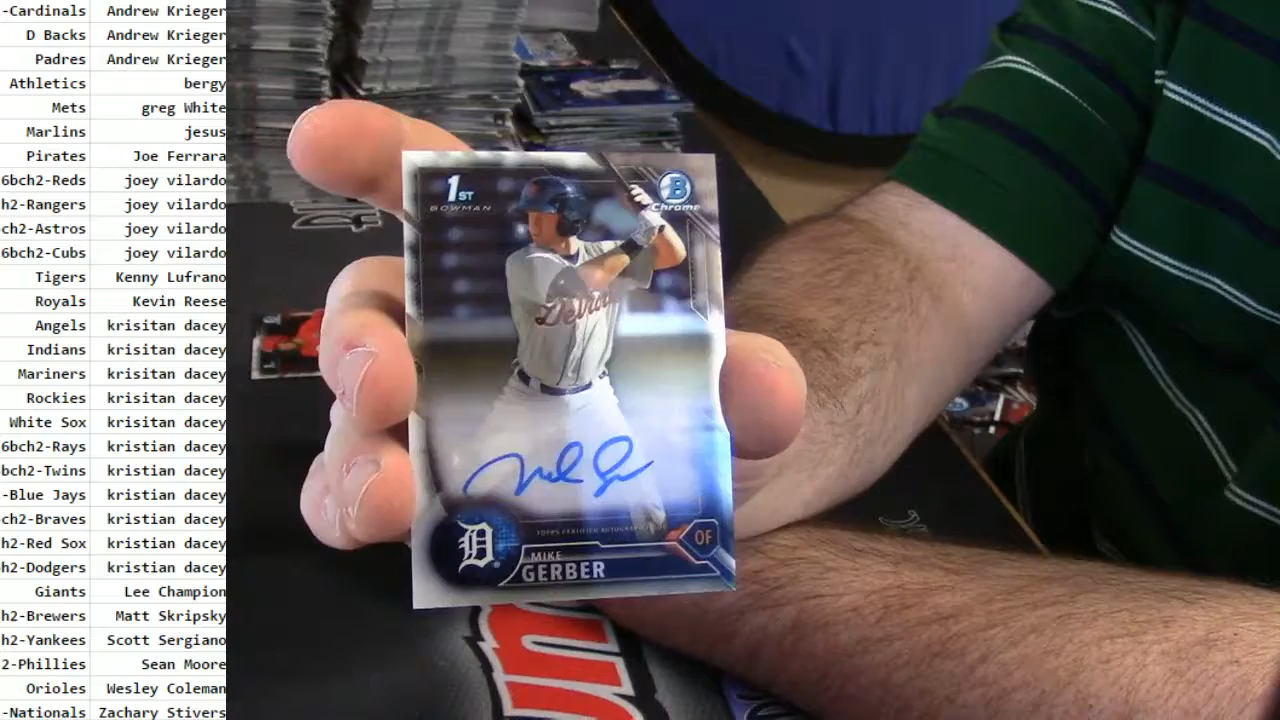 -Cardinals Andrew Krieger
D Backs Andrew Krieger
Padres Andrew Krieger
Athletics bergy
Mets greg White
Marlins jesus
Pirates Joe Ferrara
6bch2-Reds joey vilardo
h2-Rangers joey vilardo
ch2-Astros joey vilardo
6bch2-Cubs joey vilardo
Tigers Kenny Lufrano
Royals Kevin Reese
Angels krisitan dacey
Indians krisitan dacey
Mariners kristian dacey
Rockies kristian dacey
White Sox krisitan dacey
6bch2-Rays kristian dacey
bch2-Twins kristian dacey
-Blue Jays kristian dacey
ch2-Braves kristian dacey
h2-Red Sox kristian dacey
h2-Dodgers kristian dacey
Giants Lee Champion
h2-Brewers Matt Skripsky
h2-Yankees Scott Sergiano
2-Phillies Sean Moore
Orioles Wesley Coleman
-Nationals Zachary Stivers
1ST
BOWMAN
B
Chrome
Detroit
TOPPS CERTIFIED AUTOGRAPH
D
OF
MIKE
GERBER